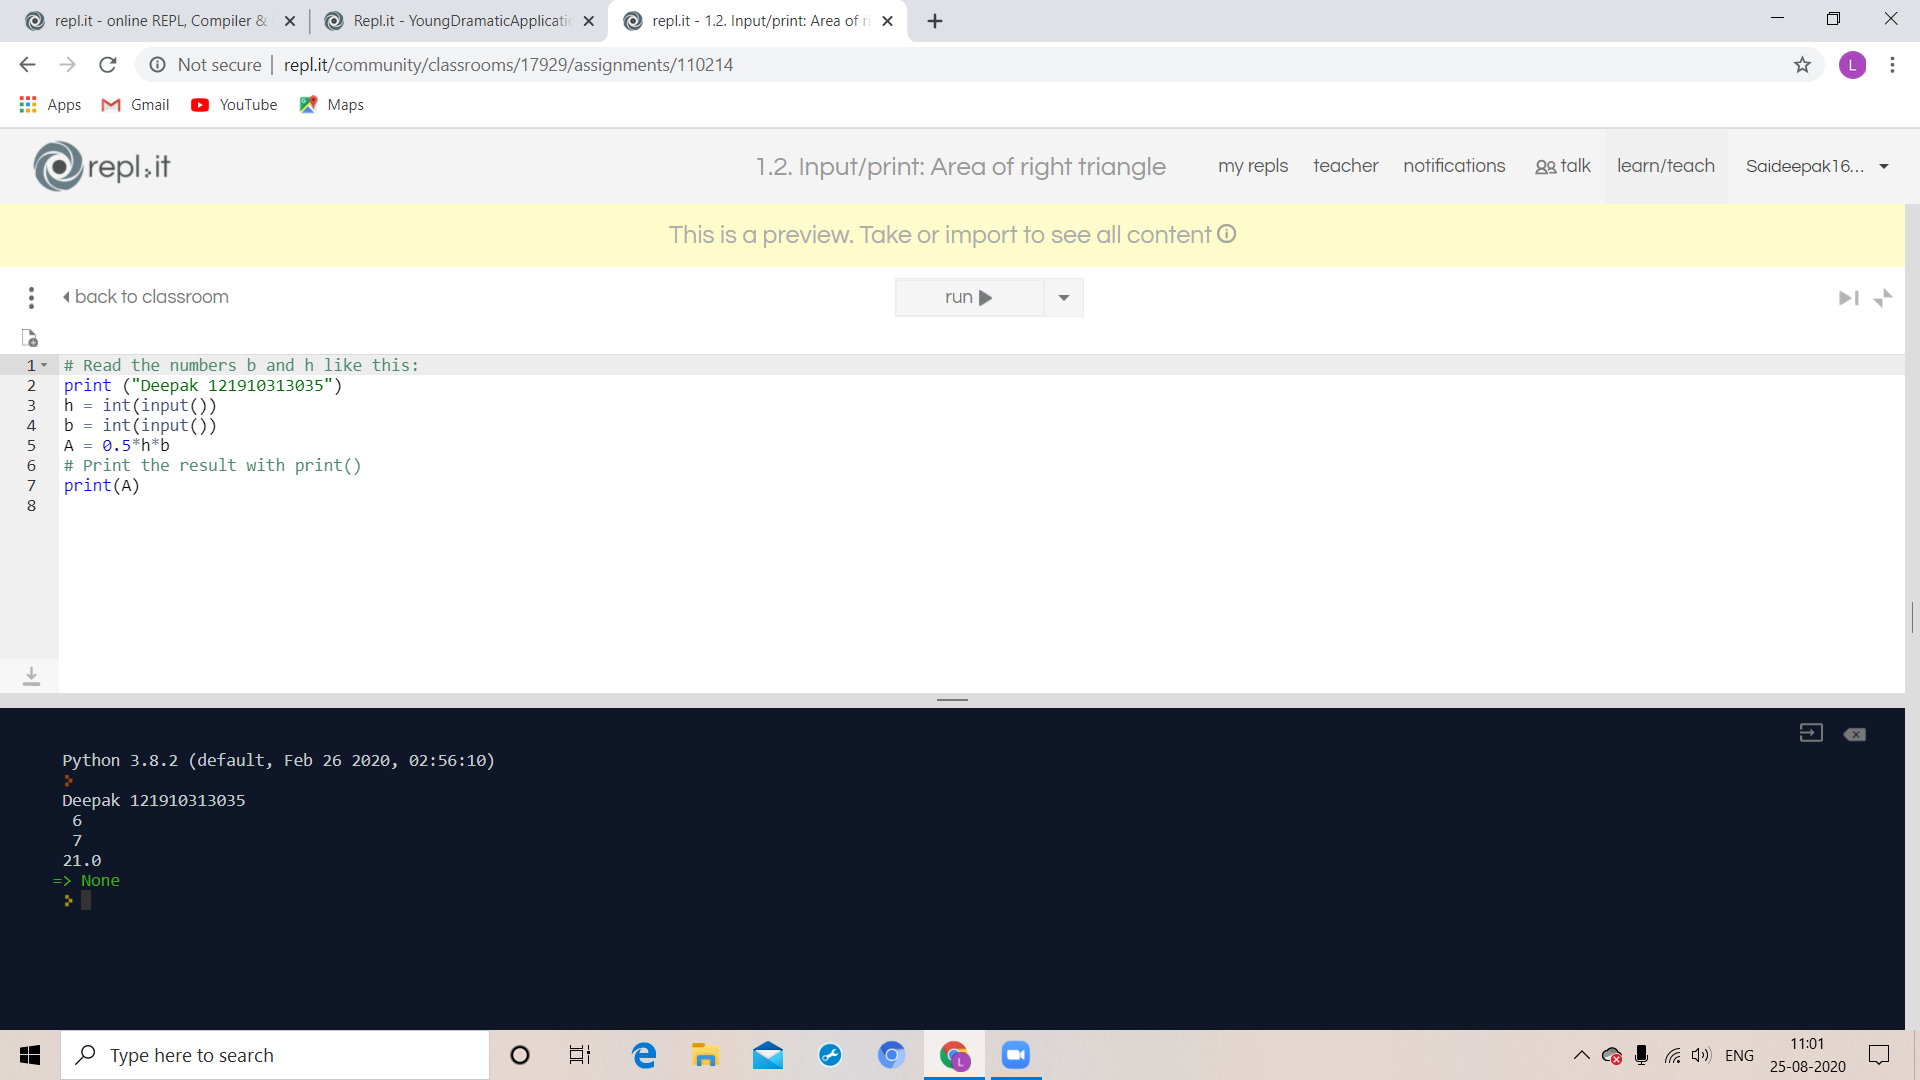 repl.it - online REPL, Compiler &
Repl.it - YoungDramaticApplicati
repl.it - 1.2. Input/print: Area of ri
Not secure
repl.it/community/classrooms/17929/assignments/110214
L
Apps
Gmail
YouTube
Maps
repl.it
1.2. Input/print: Area of right triangle
my repls
teacher
notifications
talk
learn/teach
Saideepak16...
This is a preview. Take or import to see all content
back to classroom
run
1 # Read the numbers b and h like this:
2 print ("Deepak 121910313035")
3 h = int(input())
4 b = int(input())
5 A = 0.5*h*b
6 # Print the result with print()
7 print(A)
8
Python 3.8.2 (default, Feb 26 2020, 02:56:10)
Deepak 121910313035
6
7
21.0
=> None
Type here to search
L
ENG
11:01
25-08-2020